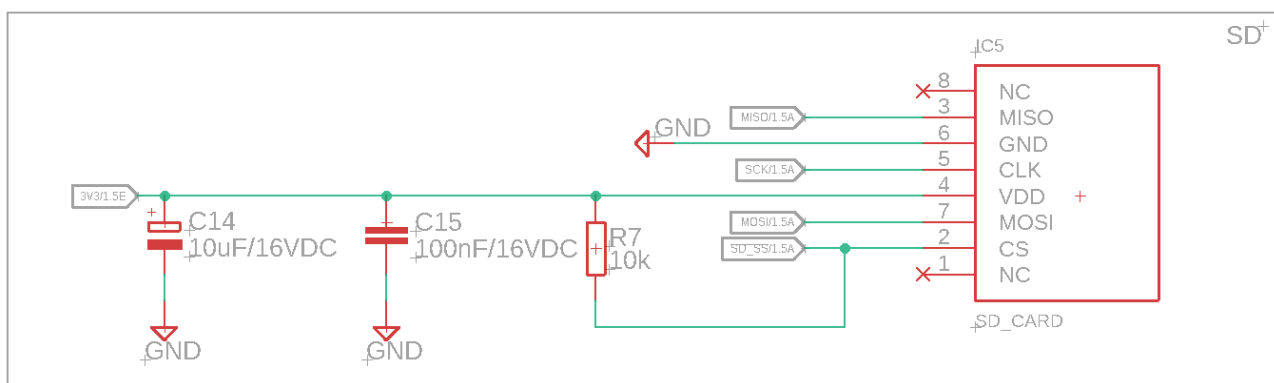 SD
IC5
8 NC
MISO/1.5A 3 MISO
GND 6 GND
SCK/1.5A 5 CLK
3V3/1.5E 4 VDD
MOSI/1.5A 7 MOSI
SD_SS/1.5A 2 CS
1 NC
SD_CARD
C14
10uF/16VDC
GND
C15
100nF/16VDC
GND
R7
10k